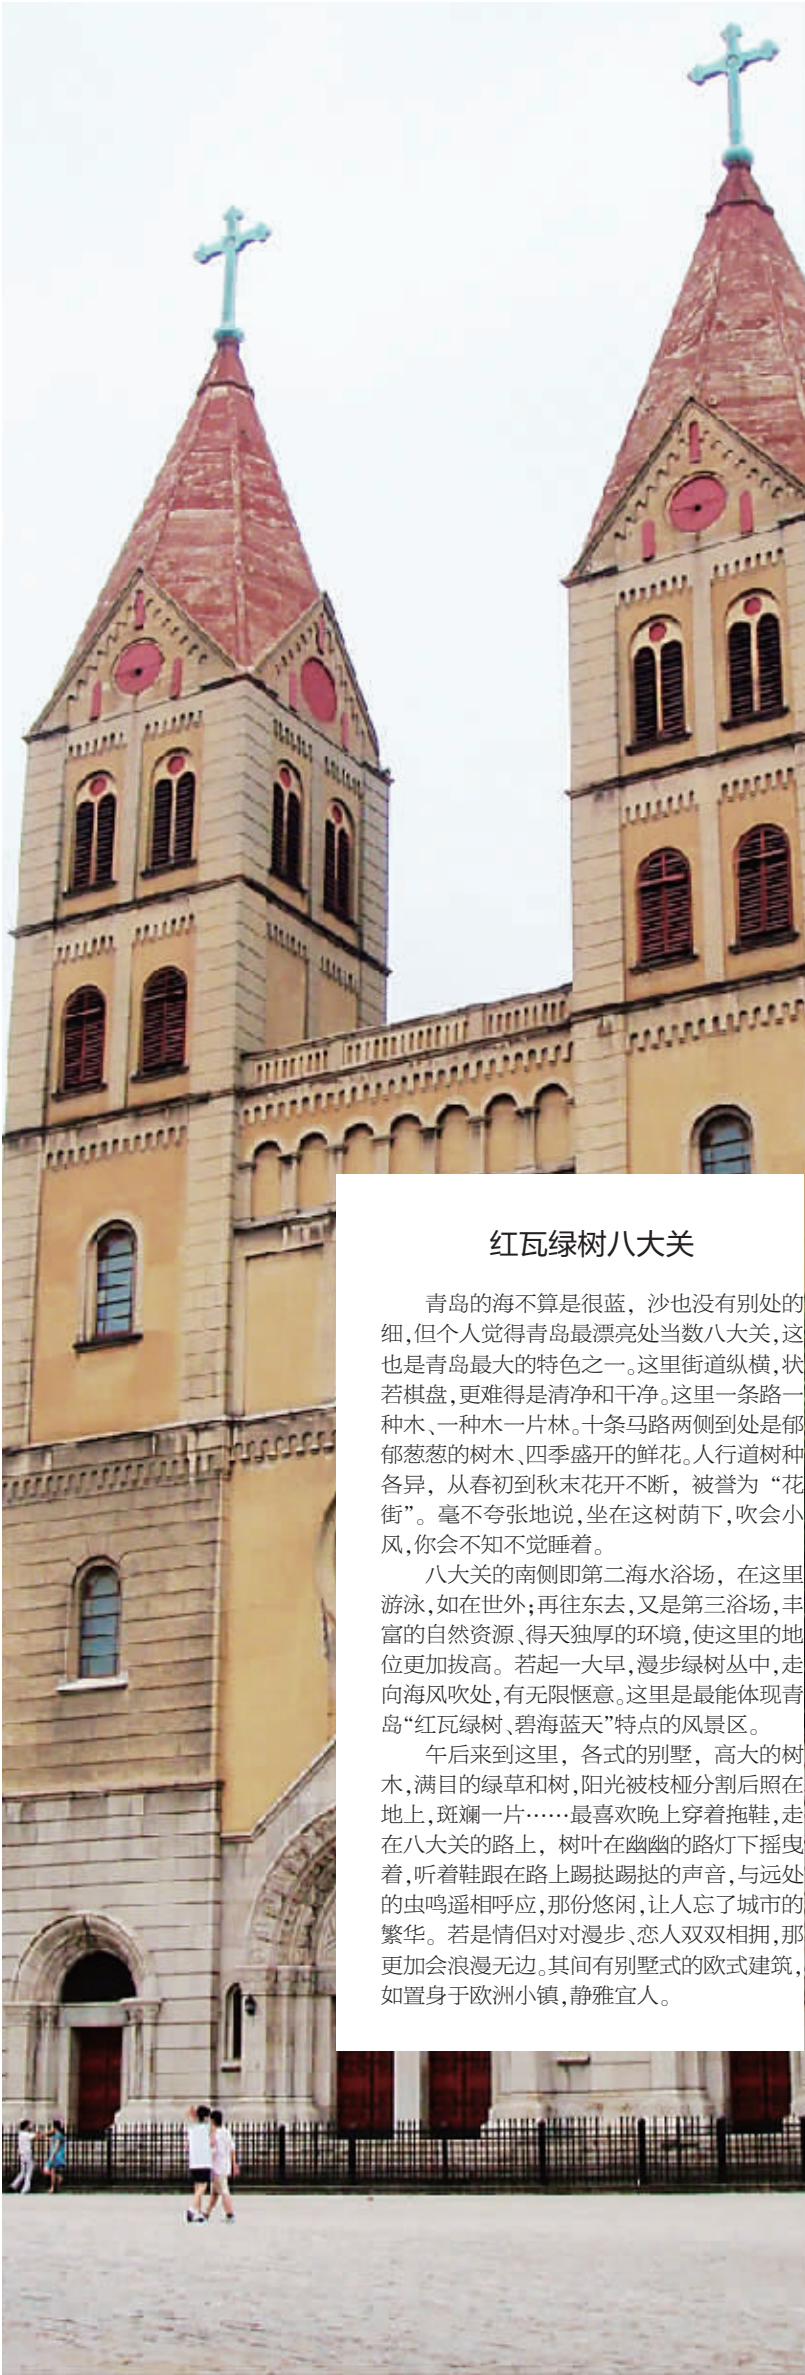 红瓦绿树八大关
青岛的海不算是很蓝，沙也没有别处的
细，但个人觉得青岛最漂亮处当数八大关，这
也是青岛最大的特色之一。这里街道纵横，状
若棋盘，更难得是清净和干净。这里一条路一
种木、一种木一片林。十条马路两侧到处是郁
郁葱葱的树木、四季盛开的鲜花。人行道树种
各异，从春初到秋末花开不断，被誉为“花
街”。毫不夸张地说，坐在这树荫下，吹会小
风，你会不知不觉睡着。
八大关的南侧即第二海水浴场，在这里
游泳，如在世外；再往东去，又是第三浴场，丰
富的自然资源、得天独厚的环境，使这里的地
位更加拔高。若起一大早，漫步绿树丛中，走
向海风吹处，有无限惬意。这里是最能体现青
岛“红瓦绿树、碧海蓝天”特点的风景区。
午后来到这里，各式的别墅，高大的树
木，满目的绿草和树，阳光被枝桠分割后照在
地上，斑斓一片……最喜欢晚上穿着拖鞋，走
在八大关的路上，树叶在幽幽的路灯下摇曳
着，听着鞋跟在路上踢挞踢挞的声音，与远处
的虫鸣遥相呼应，那份悠闲，让人忘了城市的
繁华。若是情侣对对漫步、恋人双双相拥，那
更加会浪漫无边。其间有别墅式的欧式建筑，
如置身于欧洲小镇，静雅宜人。